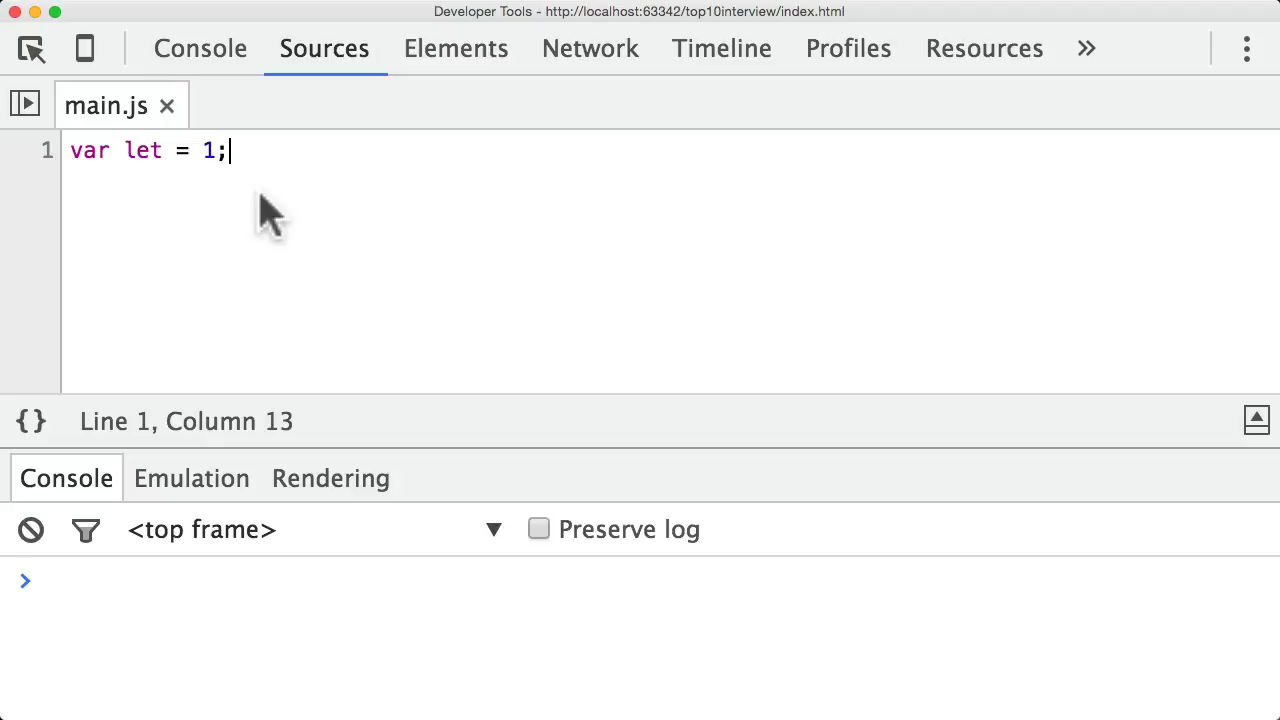 Developer Tools - http://localhost:63342/top10interview/index.html
Console Sources Elements Network Timeline Profiles Resources »
main.js ×
1 var let = 1;
{} Line 1, Column 13
Console Emulation Rendering
<top frame> ▼ Preserve log
>